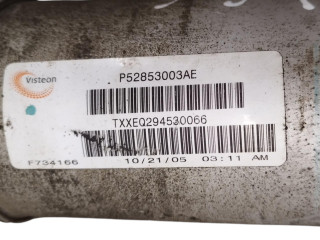 Visteon
P52853003AE
TXXEQ294530066
F734166 10/21/05 03:11 AM